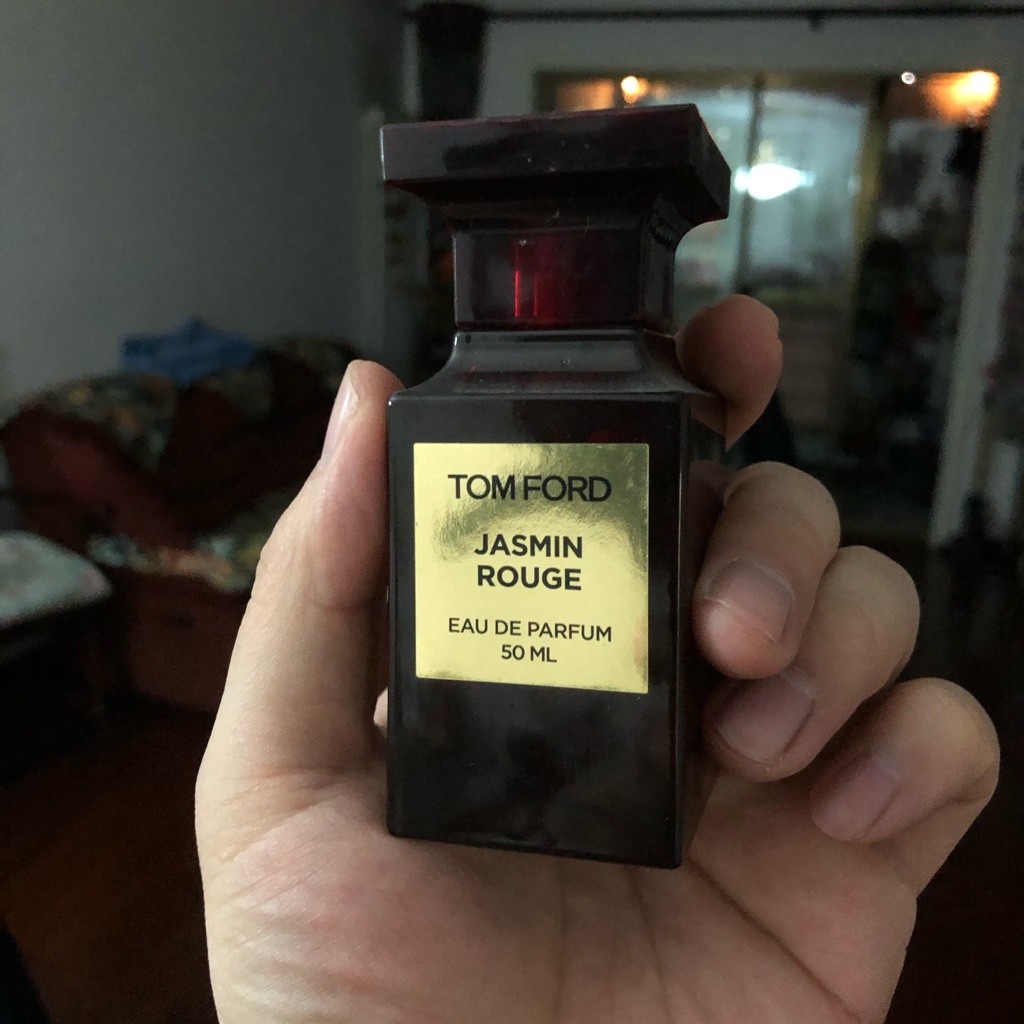 TOM FORD
JASMIN
ROUGE
EAU DE PARFUM
50 ML